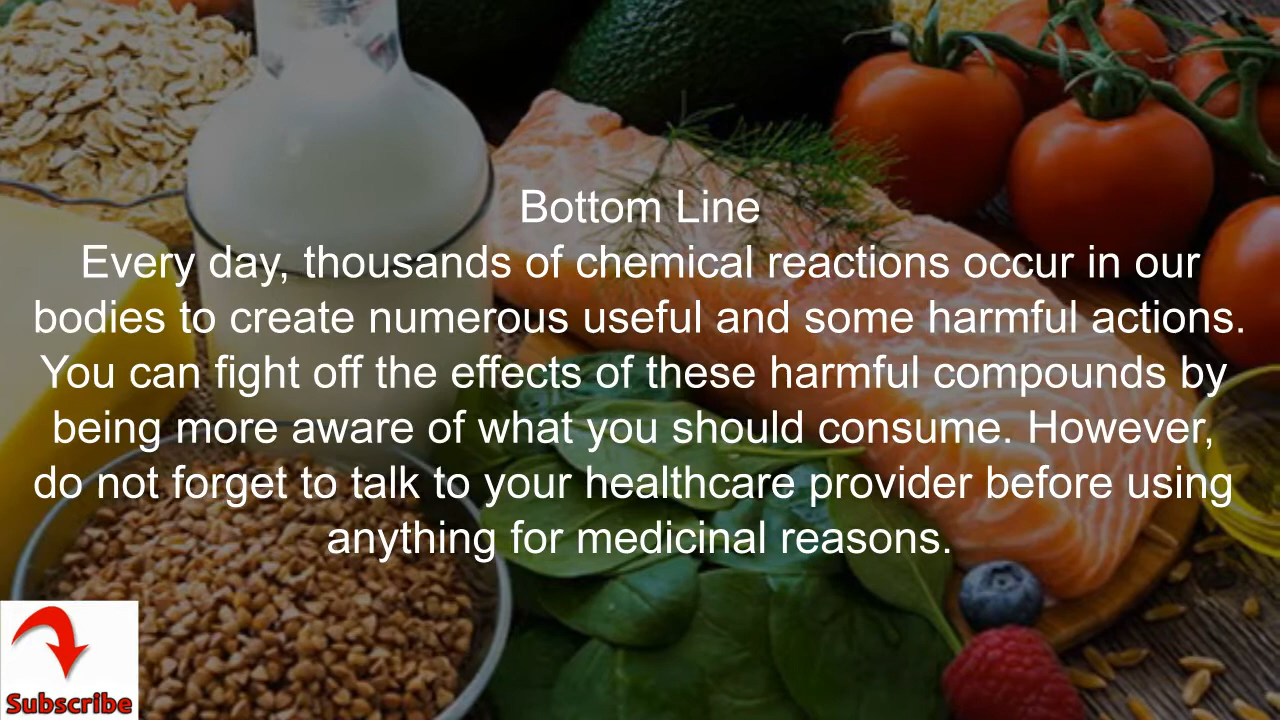 Bottom Line
Every day, thousands of chemical reactions occur in our
bodies to create numerous useful and some harmful actions.
You can fight off the effects of these harmful compounds by
being more aware of what you should consume. However,
do not forget to talk to your healthcare provider before using
anything for medicinal reasons.
Subscribe